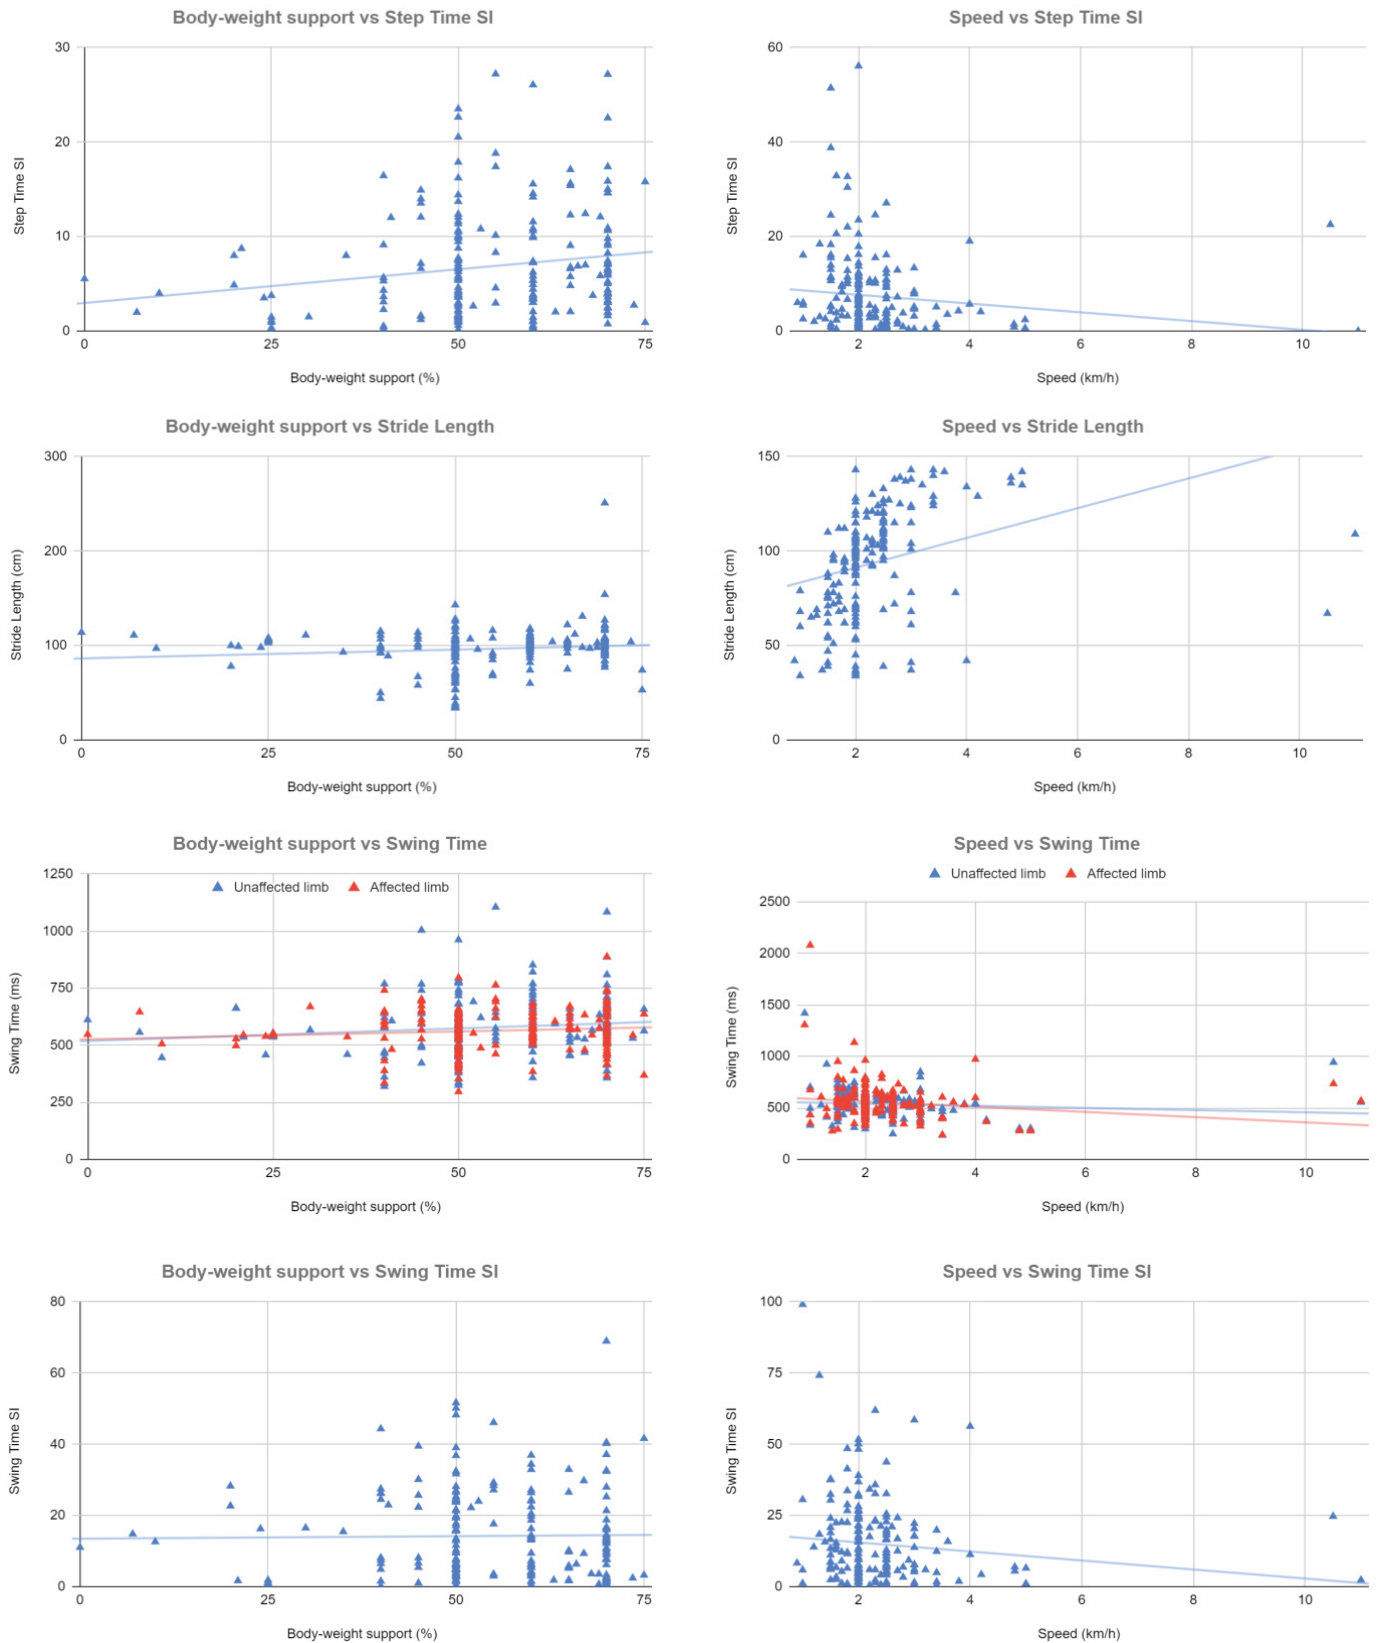 Body-weight support vs Step Time SI
30
20
10
0
0 25 50 75
Step Time SI
Body-weight support (%)
Speed vs Step Time SI
60
40
20
0
2 4 6 8 10
Step Time SI
Speed (km/h)
Body-weight support vs Stride Length
300
200
100
0
0 25 50 75
Stride Length (cm)
Body-weight support (%)
Speed vs Stride Length
150
100
50
0
2 4 6 8 10
Stride Length (cm)
Speed (km/h)
Body-weight support vs Swing Time
Unaffected limb Affected limb
1250
1000
750
500
250
0
0 25 50 75
Swing Time (ms)
Body-weight support (%)
Speed vs Swing Time
Unaffected limb Affected limb
2500
2000
1500
1000
500
0
2 4 6 8 10
Swing Time (ms)
Speed (km/h)
Body-weight support vs Swing Time SI
80
60
40
20
0
0 25 50 75
Swing Time SI
Body-weight support (%)
Speed vs Swing Time SI
100
75
50
25
0
2 4 6 8 10
Swing Time SI
Speed (km/h)